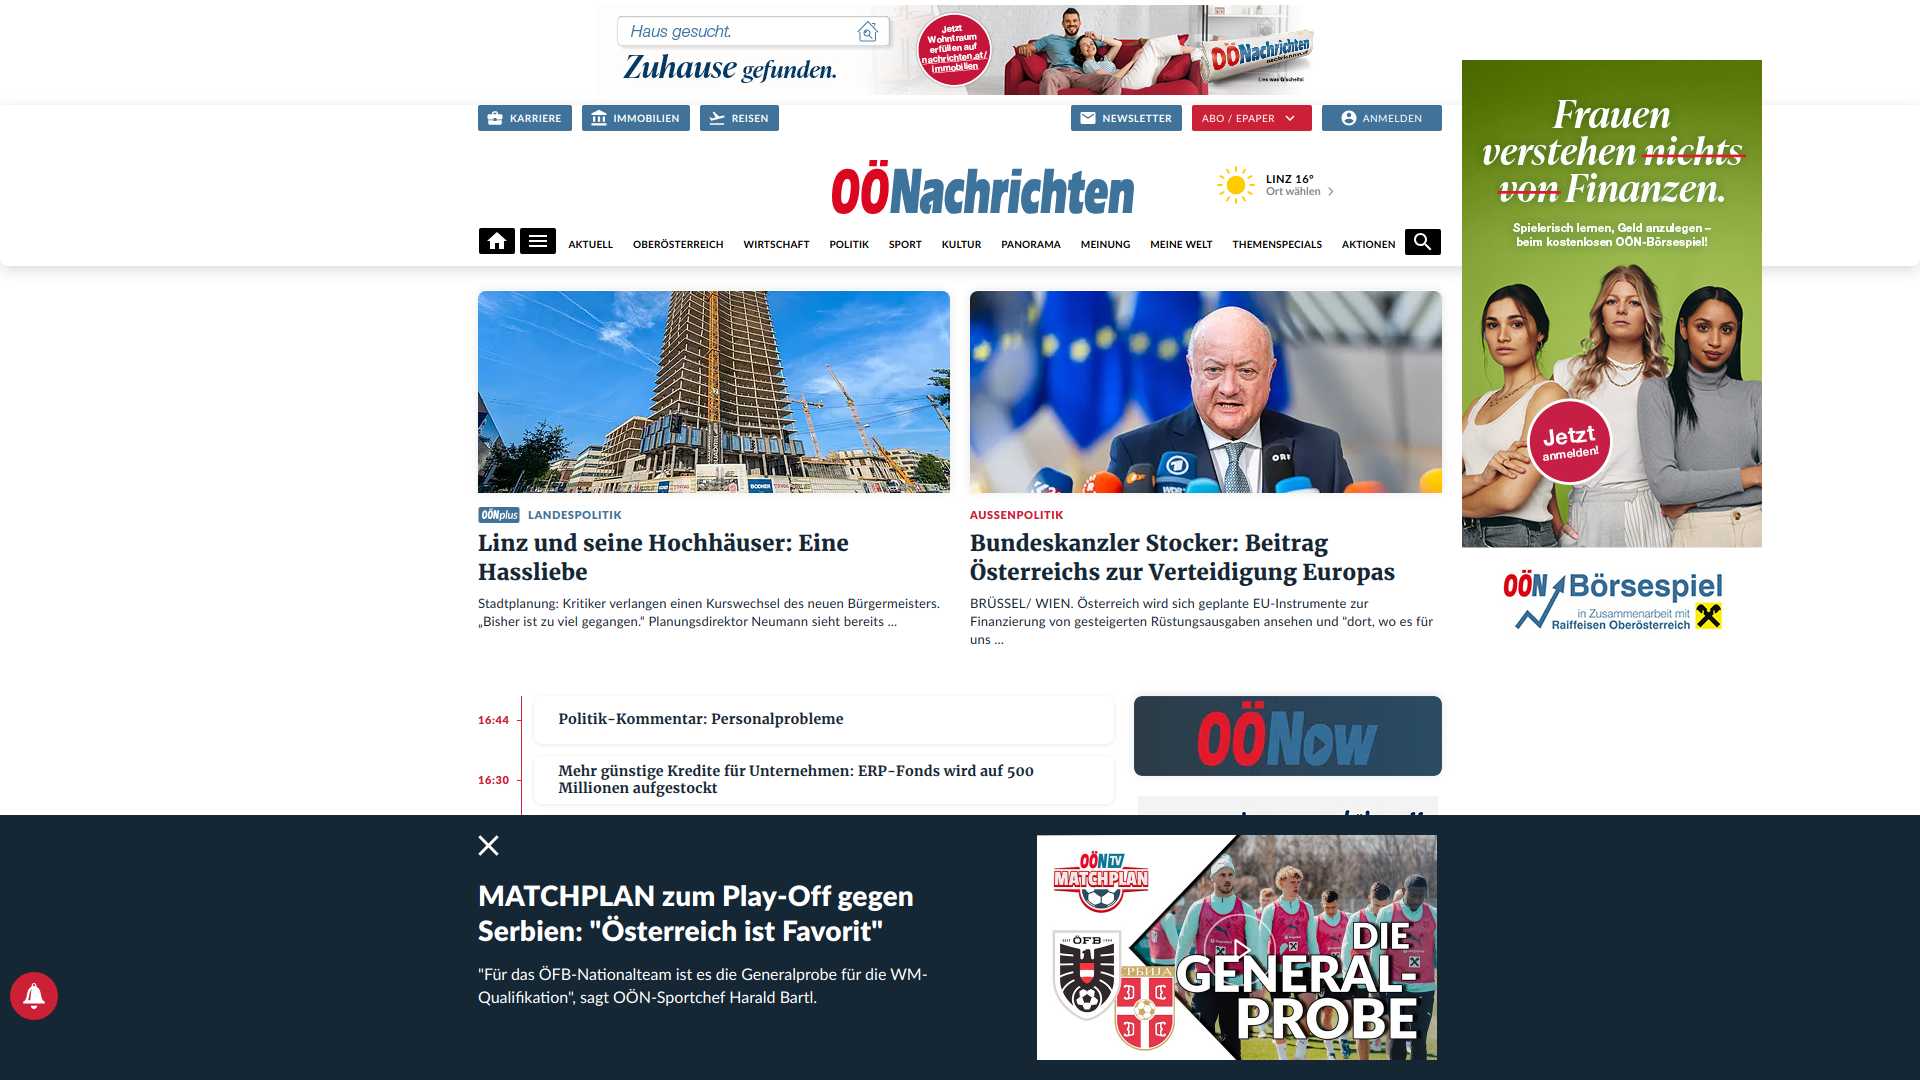 Haus gesucht.
Zuhause gefunden.
Jetzt
Wohntraum
erfüllen auf
nachrichten.at/
immobilien
OÖNachrichten
Lies was G'scheits!
KARRIERE
IMMOBILIEN
REISEN
NEWSLETTER
ABO / EPAPER
ANMELDEN
OÖNachrichten
LINZ 16°
Ort wählen
AKTUELL
OBERÖSTERREICH
WIRTSCHAFT
POLITIK
SPORT
KULTUR
PANORAMA
MEINUNG
MEINE WELT
THEMENSPECIALS
AKTIONEN
Frauen
verstehen nichts
von Finanzen.
Spielerisch lernen, Geld anzulegen –
beim kostenlosen OÖN-Börsespiel!
Jetzt
anmelden!
OÖN Börsespiel
in Zusammenarbeit mit
Raiffeisen Oberösterreich
ORF
WDR
OÖNplus LANDESPOLITIK
Linz und seine Hochhäuser: Eine
Hassliebe
Stadtplanung: Kritiker verlangen einen Kurswechsel des neuen Bürgermeisters.
„Bisher ist zu viel gegangen.“ Planungsdirektor Neumann sieht bereits ...
AUSSENPOLITIK
Bundeskanzler Stocker: Beitrag
Österreichs zur Verteidigung Europas
BRÜSSEL/ WIEN. Österreich wird sich geplante EU-Instrumente zur
Finanzierung von gesteigerten Rüstungsausgaben ansehen und "dort, wo es für
uns ...
16:44
Politik-Kommentar: Personalprobleme
16:30
Mehr günstige Kredite für Unternehmen: ERP-Fonds wird auf 500
Millionen aufgestockt
OÖNow
MATCHPLAN zum Play-Off gegen
Serbien: "Österreich ist Favorit"
"Für das ÖFB-Nationalteam ist es die Generalprobe für die WM-
Qualifikation", sagt OÖN-Sportchef Harald Bartl.
OÖN TV
MATCHPLAN
ÖFB
СРБИЈА
DIE
GENERAL-
PROBE